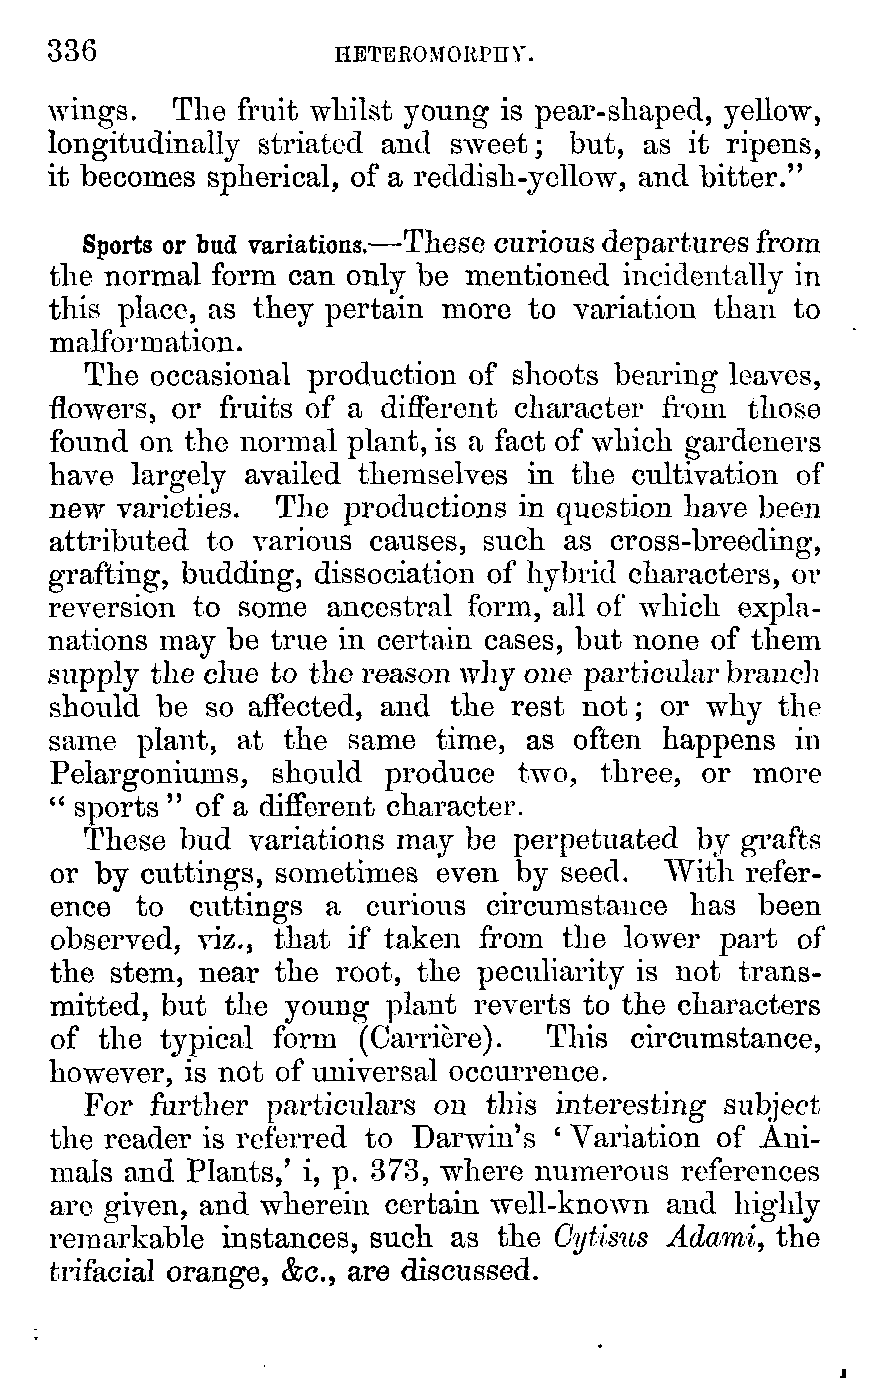 336 HETEROMORPHY.
wings. The fruit whilst young is pear-shaped, yellow,
longitudinally striated and sweet; but, as it ripens,
it becomes spherical, of a reddish-yellow, and bitter."
Sports or bud variations.—These curious departures from
the normal form can only be mentioned incidentally in
this place, as they pertain more to variation than to
malformation.
The occasional production of shoots bearing leaves,
flowers, or fruits of a different character from those
found on the normal plant, is a fact of which gardeners
have largely availed themselves in the cultivation of
new varieties. The productions in question have been
attributed to various causes, such as cross-breeding,
grafting, budding, dissociation of hybrid characters, or
reversion to some ancestral form, all of which expla-
nations may be true in certain cases, but none of them
supply the clue to the reason why one particular branch
should be so affected, and the rest not; or why the
same plant, at the same time, as often happens in
Pelargoniums, should produce two, three, or more
" sports " of a different character.
These bud variations may be perpetuated by grafts
or by cuttings, sometimes even by seed. With refer-
ence to cuttings a curious circumstance has been
observed, viz., that if taken from the lower part of
the stem, near the root, the peculiarity is not trans-
mitted, but the young plant reverts to the characters
of the typical form (Carrière). This circumstance,
however, is not of universal occurrence.
For further particulars on this interesting subject
the reader is referred to Darwin's ‘ Variation of Ani-
mals and Plants,’ i, p. 373, where numerous references
are given, and wherein certain well-known and highly
remarkable instances, such as the Cytisus Adami, the
trifacial orange, &c., are discussed.